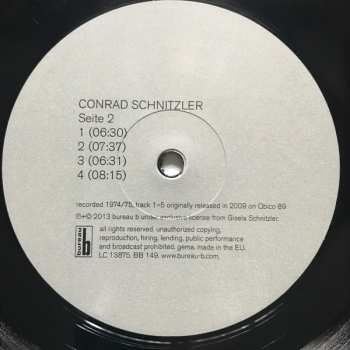 CONRAD SCHNITZLER
Seite 2
1 (06:30)
2 (07:37)
3 (06:31)
4 (08:15)
recorded 1974/75, track 1–5 originally released in 2009 on Qbico 89
℗+© 2013 bureau b under exclusive license from Gisela Schnitzler.
all rights reserved. unauthorized copying,
reproduction, hiring, lending, public performance
and broadcast prohibited. gema. made in the EU.
LC 13875. BB 149. www.bureau-b.com
bureau b